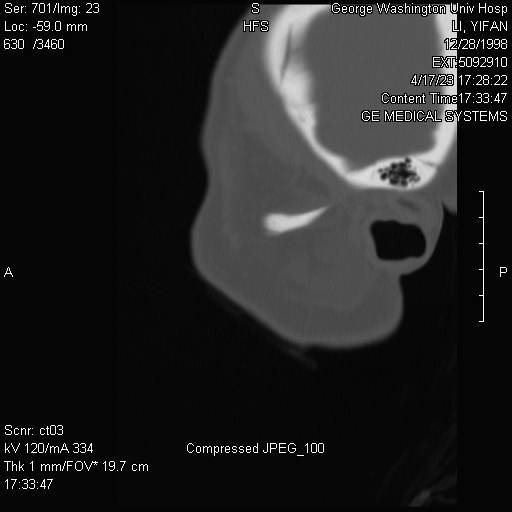 Ser: 701/Img: 23
Loc: -59.0 mm
630 /3460
S
HFS
George Washington Univ Hosp
LI, YIFAN
12/28/1998
EXT:5092910
4/17/23 17:28:22
Content Time17:33:47
GE MEDICAL SYSTEMS
A
P
Scnr: ct03
kV 120/mA 334
Thk 1 mm/FOV* 19.7 cm
17:33:47
Compressed JPEG_100